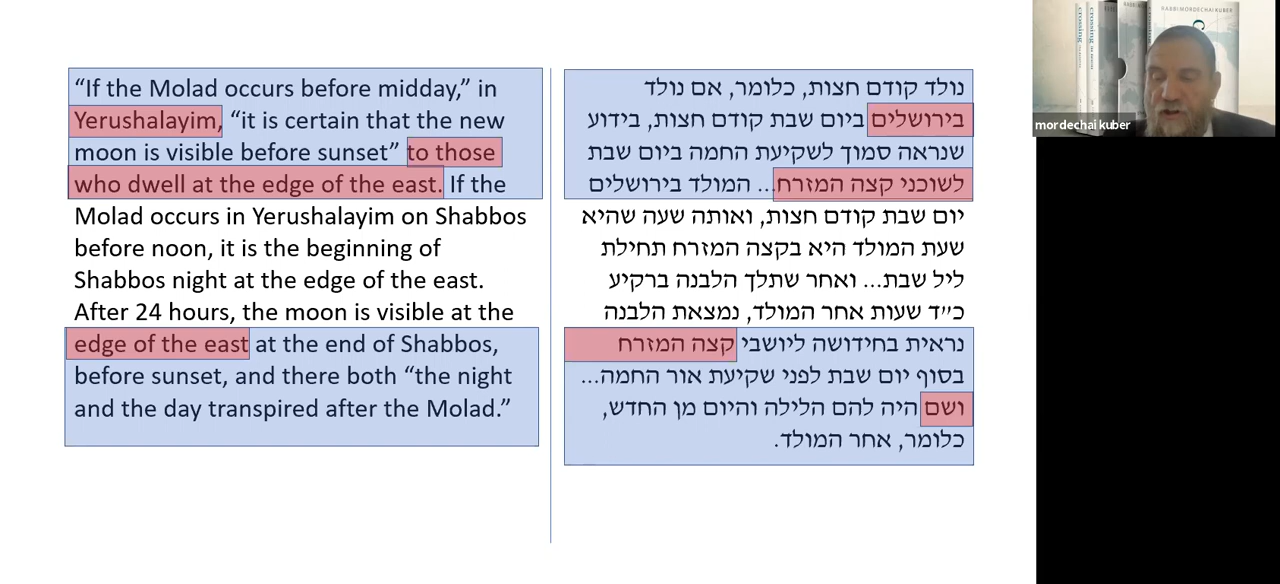 “If the Molad occurs before midday,” in
Yerushalayim, “it is certain that the new
moon is visible before sunset” to those
who dwell at the edge of the east. If the
Molad occurs in Yerushalayim on Shabbos
before noon, it is the beginning of
Shabbos night at the edge of the east.
After 24 hours, the moon is visible at the
edge of the east at the end of Shabbos,
before sunset, and there both “the night
and the day transpired after the Molad.”
נולד קודם חצות, כלומר, אם נולד
בירושלים ביום שבת קודם חצות, בידוע
שנראה סמוך לשקיעת החמה ביום שבת
לשוכני קצה המזרח... המולד בירושלים
יום שבת קודם חצות, ואותה שעה שהיא
שעת המולד היא בקצה המזרח תחילת
ליל שבת... ואחר שתלך הלבנה ברקיע
כ״ד שעות אחר המולד, נמצאת הלבנה
נראית בחידושה ליושבי קצה המזרח
בסוף יום שבת לפני שקיעת אור החמה...
ושם היה להם הלילה והיום מן החדש,
כלומר, אחר המולד.
RABBI MORDECHAI KUBER
mordechai kuber